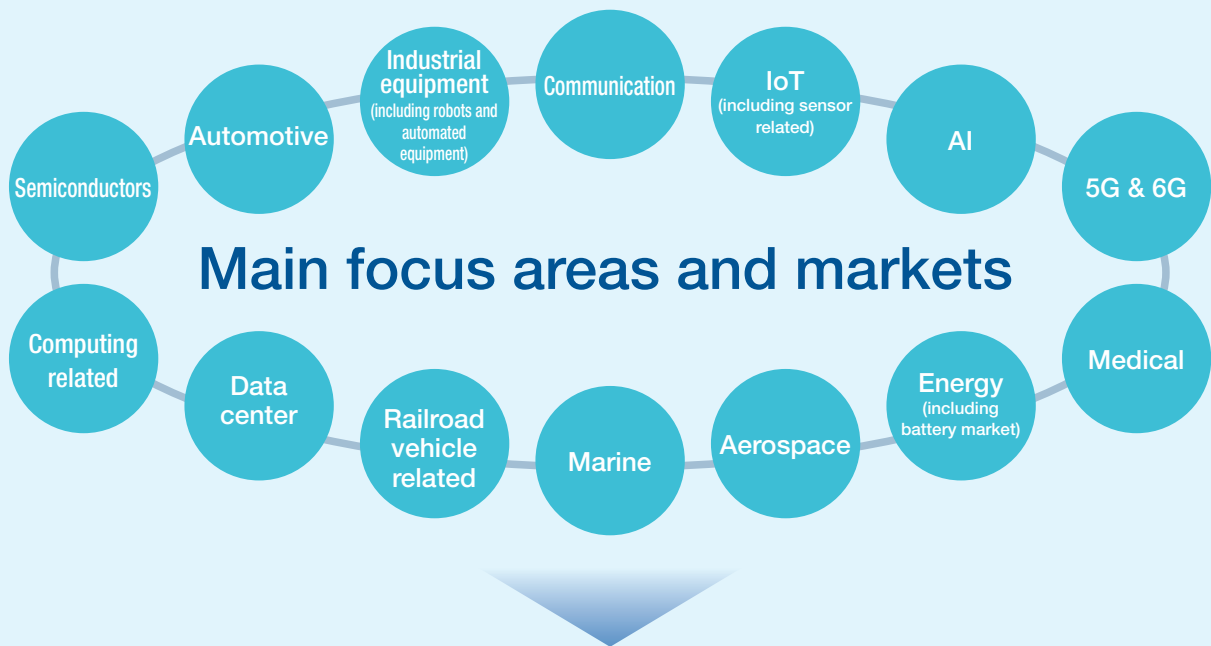 Industrial
equipment
(including robots and
automated
equipment)
Communication
IoT
(including sensor
related)
Automotive
AI
Semiconductors
5G & 6G
Main focus areas and markets
Computing
related
Data
center
Railroad
vehicle
related
Marine
Aerospace
Energy
(including
battery market)
Medical